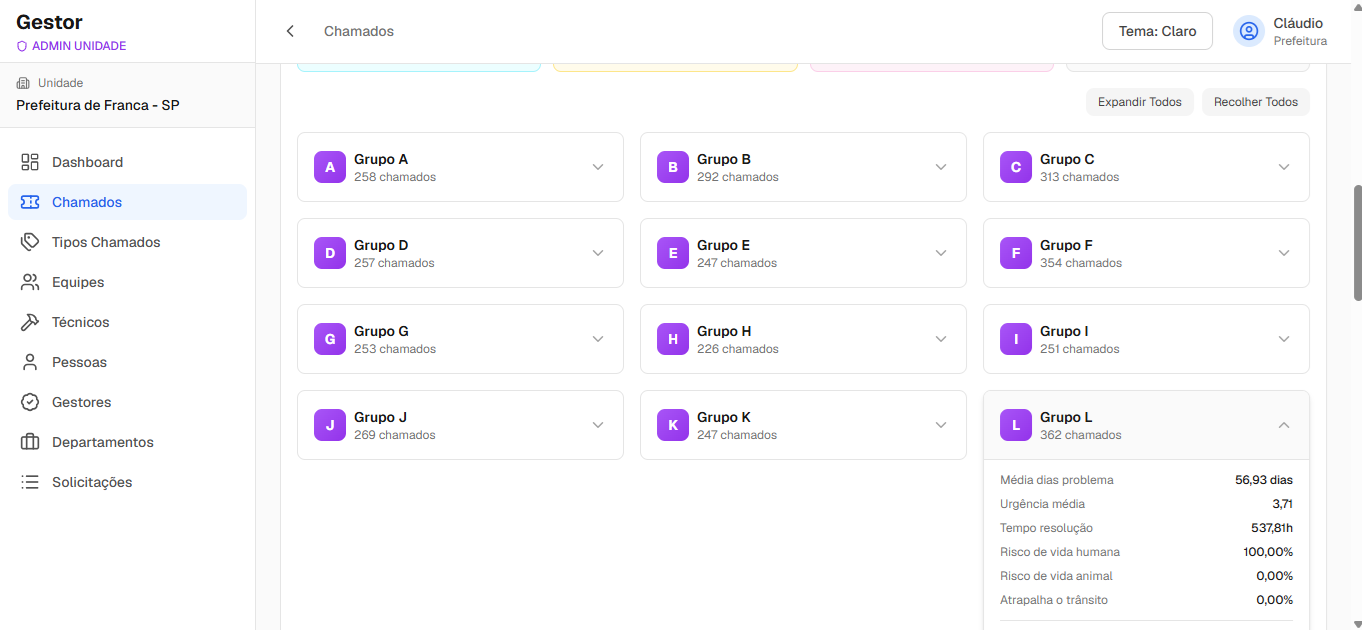 Gestor
ADMIN UNIDADE
Unidade
Prefeitura de Franca - SP
Dashboard
Chamados
Tipos Chamados
Equipes
Técnicos
Pessoas
Gestores
Departamentos
Solicitações
Chamados
Tema: Claro
Cláudio
Prefeitura
Expandir Todos
Recolher Todos
A
Grupo A
258 chamados
B
Grupo B
292 chamados
C
Grupo C
313 chamados
D
Grupo D
257 chamados
E
Grupo E
247 chamados
F
Grupo F
354 chamados
G
Grupo G
253 chamados
H
Grupo H
226 chamados
I
Grupo I
251 chamados
J
Grupo J
269 chamados
K
Grupo K
247 chamados
L
Grupo L
362 chamados
Média dias problema 56,93 dias
Urgência média 3,71
Tempo resolução 537,81h
Risco de vida humana 100,00%
Risco de vida animal 0,00%
Atrapalha o trânsito 0,00%